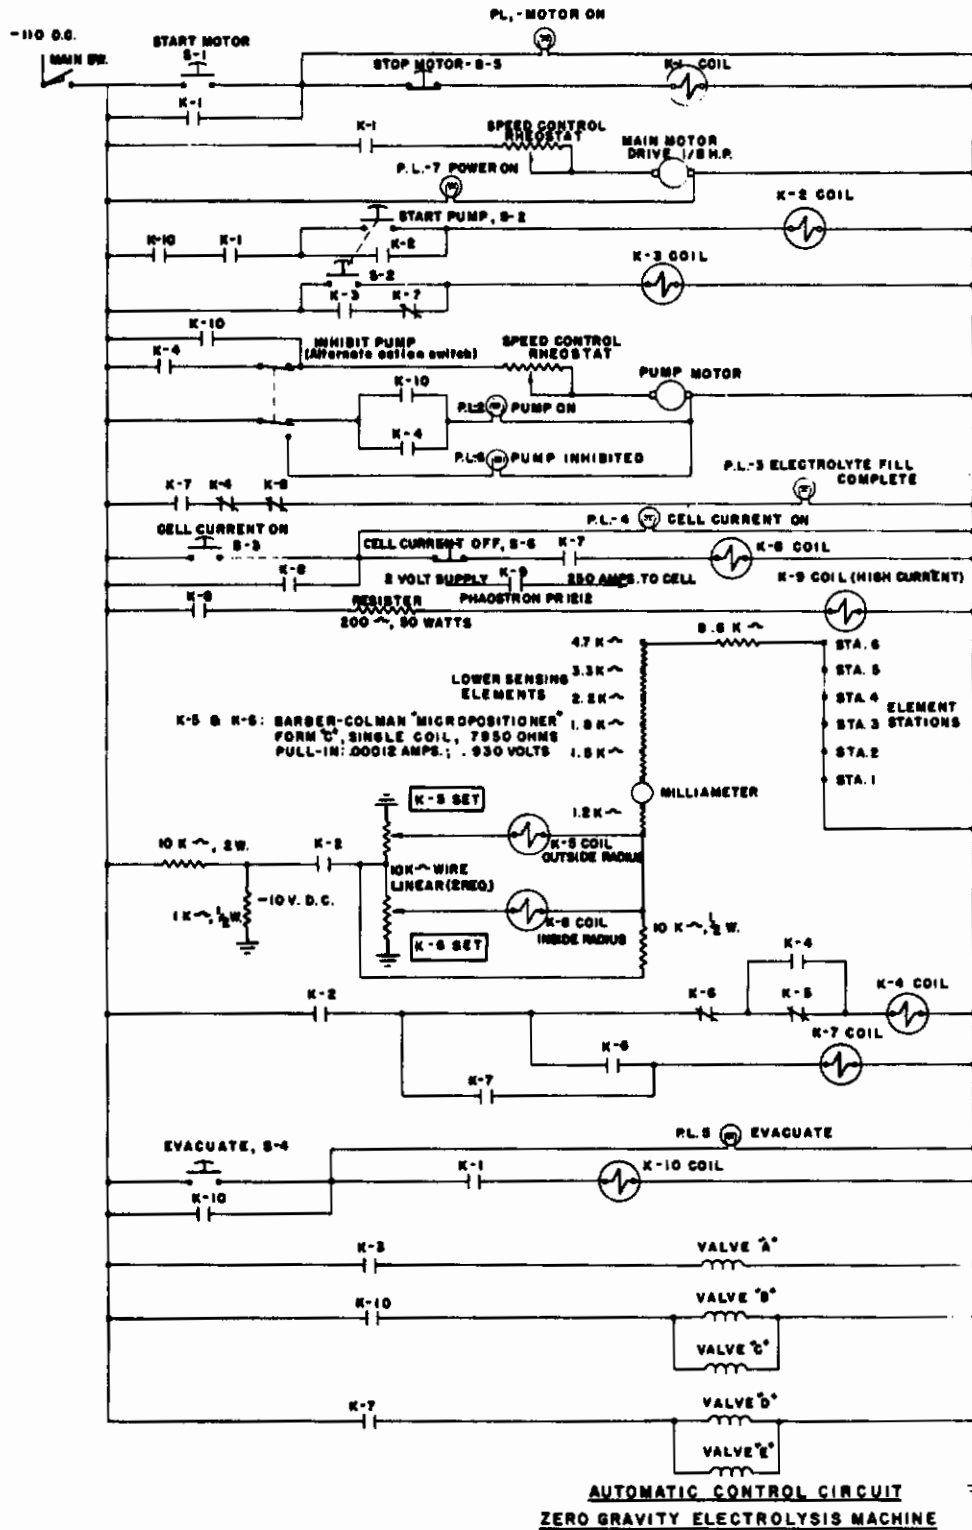 PL,-MOTOR ON
-110 D.C.
START MOTOR
MAIN SW.
S-1
STOP MOTOR-S-5
K-1 COIL
K-1
K-1
SPEED CONTROL
RHEOSTAT
MAIN MOTOR
DRIVE 1/8 H.P.
P.L.-7 POWER ON
K-2 COIL
START PUMP, S-2
K-10
K-1
K-2
K-3 COIL
S-2
K-3
K-7
K-10
INHIBIT PUMP
(Alternate action switch)
SPEED CONTROL
RHEOSTAT
K-4
PUMP MOTOR
K-10
P.L-2 PUMP ON
K-4
P.L-6 PUMP INHIBITED
P.L.-3 ELECTROLYTE FILL
COMPLETE
K-7
K-4
K-8
P.L.-4 CELL CURRENT ON
CELL CURRENT ON
S-3
CELL CURRENT OFF, S-6
K-7
K-8 COIL
K-8
2 VOLT SUPPLY
K-9
250 AMPS. TO CELL
K-9 COIL (HIGH CURRENT)
K-8
RESISTER
PHAOSTRON PR 1212
200 ~, 50 WATTS
8.6 K ~
4.7 K ~
STA. 6
LOWER SENSING
ELEMENTS
3.3K ~
STA. 5
2.2K ~
STA. 4
ELEMENT
STATIONS
K-5 & K-6: BARBER-COLMAN "MICROPOSITIONER"
FORM "C", SINGLE COIL, 7950 OHMS
PULL-IN: .00012 AMPS.; .930 VOLTS
1.8K ~
STA. 3
1.5K ~
STA. 2
STA. 1
MILLIAMETER
K-5 SET
1.2K ~
10 K ~, 2 W.
K-2
K-5 COIL
OUTSIDE RADIUS
10K ~ WIRE
LINEAR (2 REQ.)
-10 V. D.C.
1 K ~, 1/2 W.
K-6 COIL
INSIDE RADIUS
10 K ~, 1/2 W.
K-6 SET
K-4
K-2
K-6
K-5
K-4 COIL
K-7 COIL
K-6
K-7
P.L. 5 EVACUATE
EVACUATE, S-4
K-1
K-10 COIL
K-10
K-3
VALVE "A"
K-10
VALVE "B"
VALVE "C"
K-7
VALVE "D"
VALVE "E"
AUTOMATIC CONTROL CIRCUIT
ZERO GRAVITY ELECTROLYSIS MACHINE